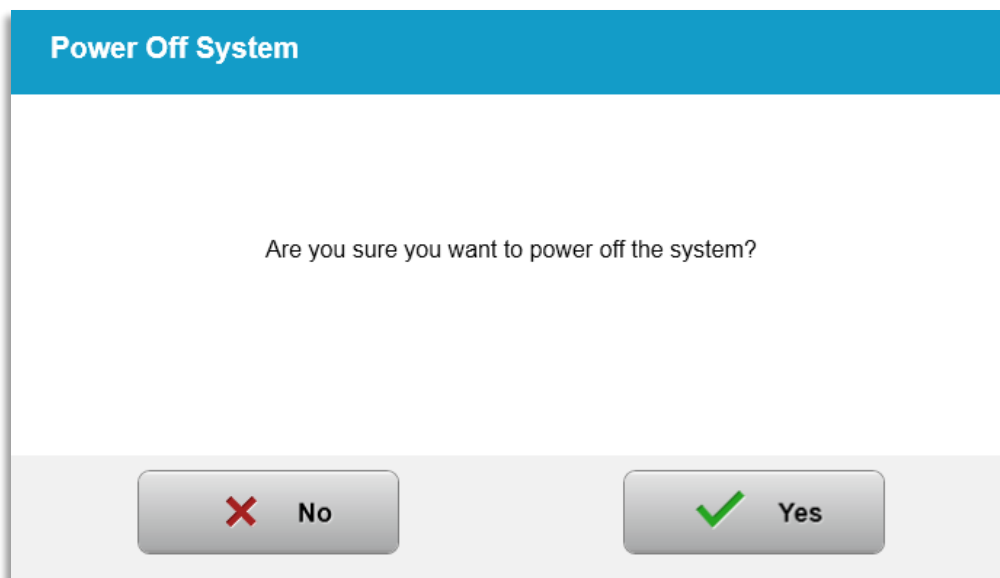 Power Off System
Are you sure you want to power off the system?
No
Yes